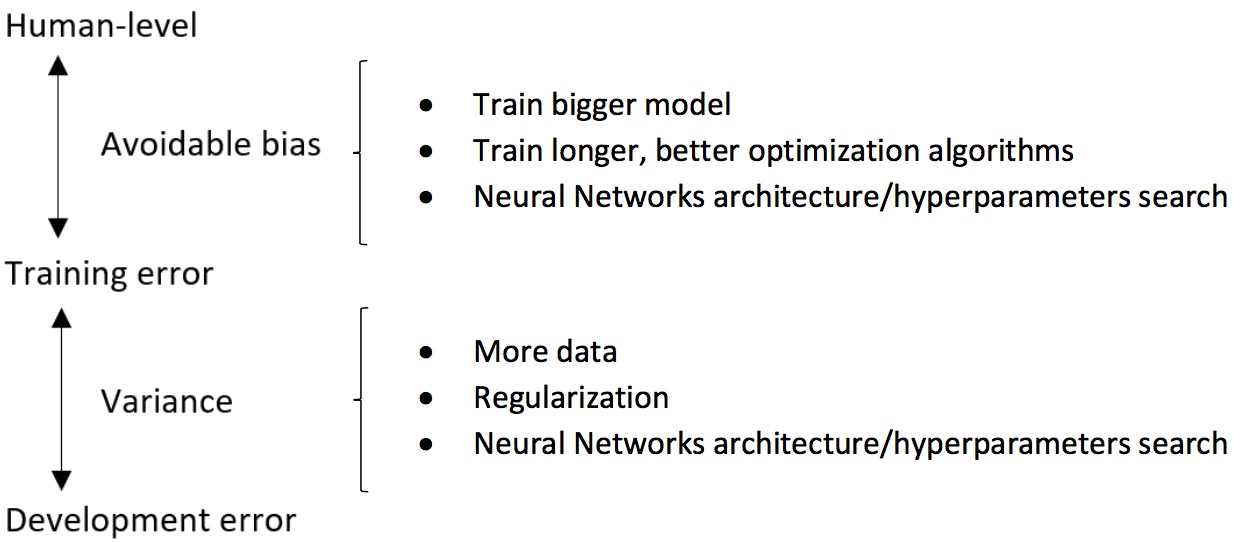 Human-level
Avoidable bias
• Train bigger model
• Train longer, better optimization algorithms
• Neural Networks architecture/hyperparameters search
Training error
Variance
• More data
• Regularization
• Neural Networks architecture/hyperparameters search
Development error